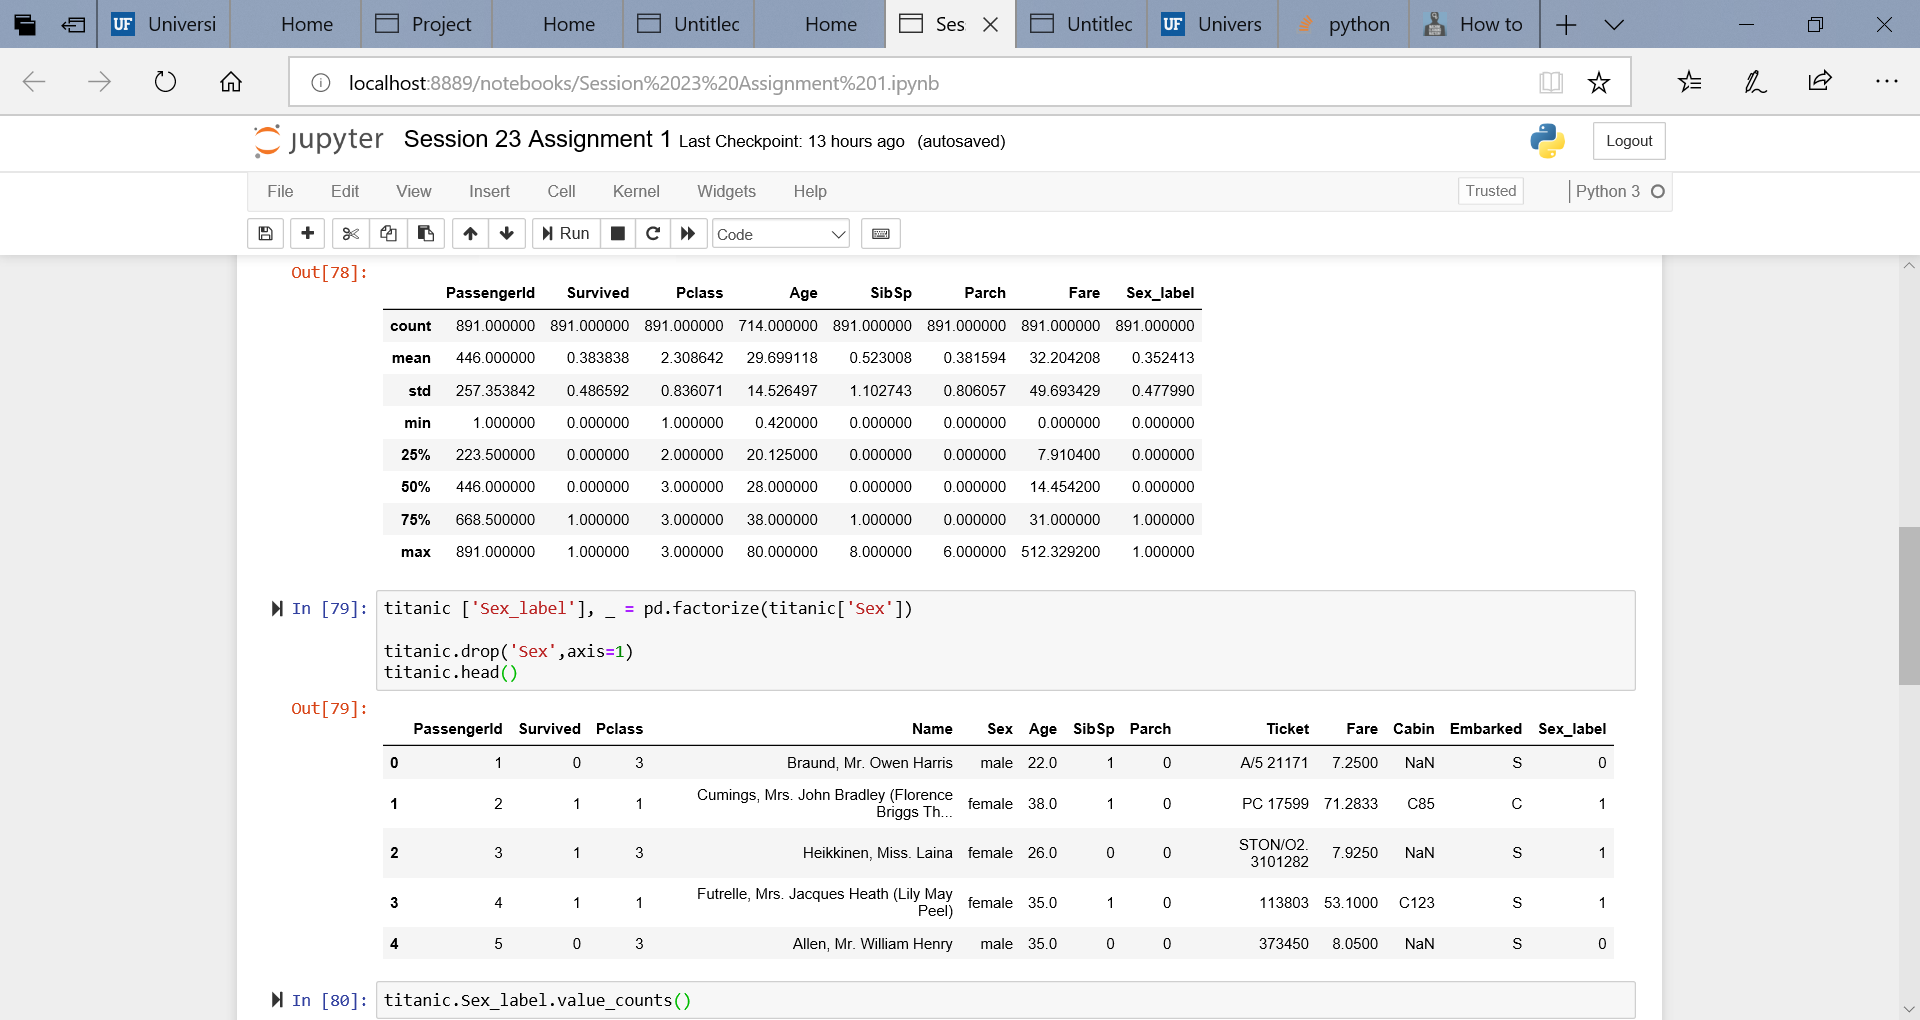 UF Universi Home Project Home Untitlec Home Ses Untitlec UF Univers python How to
localhost:8889/notebooks/Session%2023%20Assignment%201.ipynb
jupyter Session 23 Assignment 1 Last Checkpoint: 13 hours ago (autosaved) Logout
File Edit View Insert Cell Kernel Widgets Help Trusted Python 3
Run Code
Out[78]:
PassengerId Survived Pclass Age SibSp Parch Fare Sex_label
count 891.000000 891.000000 891.000000 714.000000 891.000000 891.000000 891.000000 891.000000
mean 446.000000 0.383838 2.308642 29.699118 0.523008 0.381594 32.204208 0.352413
std 257.353842 0.486592 0.836071 14.526497 1.102743 0.806057 49.693429 0.477990
min 1.000000 0.000000 1.000000 0.420000 0.000000 0.000000 0.000000 0.000000
25% 223.500000 0.000000 2.000000 20.125000 0.000000 0.000000 7.910400 0.000000
50% 446.000000 0.000000 3.000000 28.000000 0.000000 0.000000 14.454200 0.000000
75% 668.500000 1.000000 3.000000 38.000000 1.000000 0.000000 31.000000 1.000000
max 891.000000 1.000000 3.000000 80.000000 8.000000 6.000000 512.329200 1.000000
In [79]: titanic ['Sex_label'], _ = pd.factorize(titanic['Sex'])
titanic.drop('Sex',axis=1)
titanic.head()
Out[79]:
PassengerId Survived Pclass Name Sex Age SibSp Parch Ticket Fare Cabin Embarked Sex_label
0 1 0 3 Braund, Mr. Owen Harris male 22.0 1 0 A/5 21171 7.2500 NaN S 0
Cumings, Mrs. John Bradley (Florence
1 2 1 1 Briggs Th... female 38.0 1 0 PC 17599 71.2833 C85 C 1
STON/O2.
2 3 1 3 Heikkinen, Miss. Laina female 26.0 0 0 3101282 7.9250 NaN S 1
Futrelle, Mrs. Jacques Heath (Lily May
3 4 1 1 Peel) female 35.0 1 0 113803 53.1000 C123 S 1
4 5 0 3 Allen, Mr. William Henry male 35.0 0 0 373450 8.0500 NaN S 0
In [80]: titanic.Sex_label.value_counts()